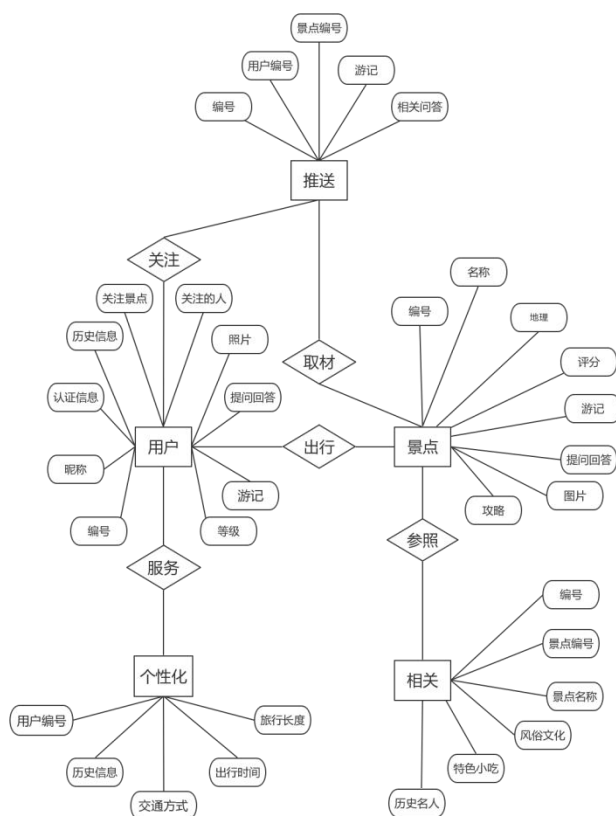 景点编号
用户编号
游记
编号
相关问答
推送
关注
名称
关注景点
关注的人
编号
地理
历史信息
照片
取材
评分
认证信息
提问回答
游记
用户
出行
景点
昵称
提问回答
游记
图片
编号
等级
攻略
服务
参照
编号
景点编号
个性化
相关
景点名称
用户编号
旅行长度
风俗文化
历史信息
出行时间
特色小吃
交通方式
历史名人